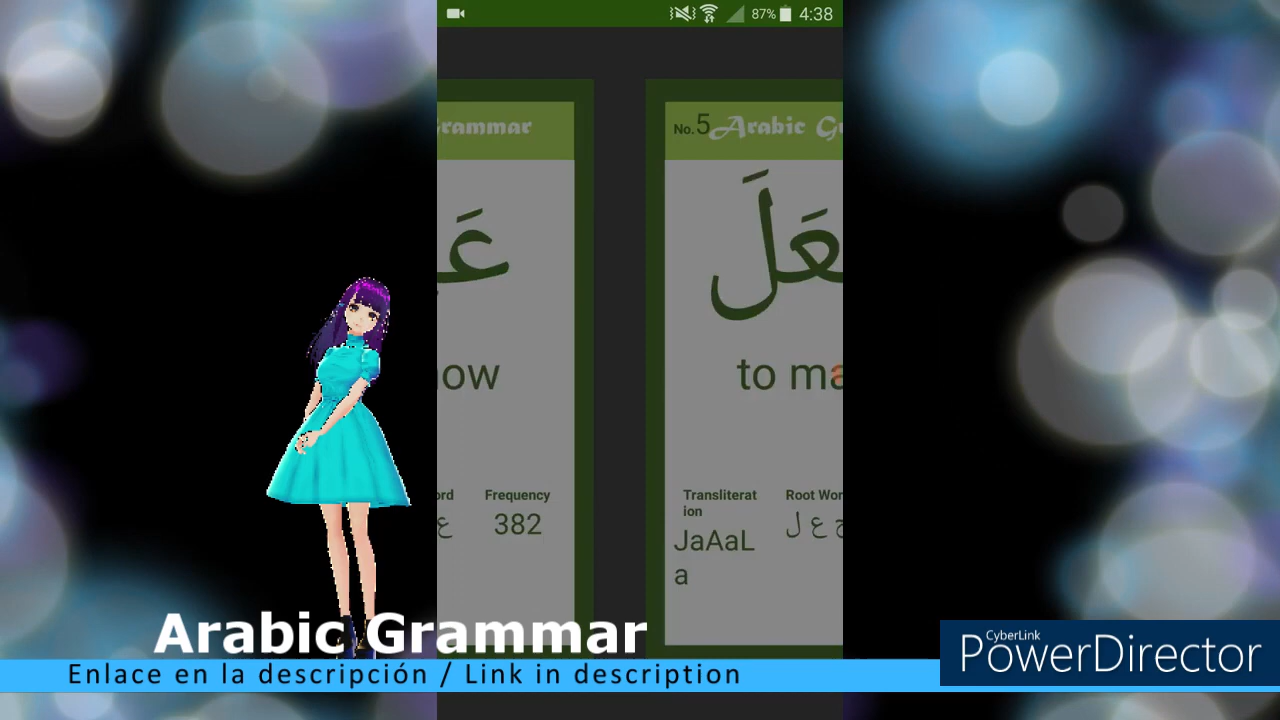 87% 4:38
rammar
No.5 Arabic G
عَ
عَلَ
ow
to ma
ord
Frequency
382
ع
Transliterat
ion
JaAaL
a
Root Wor
ع ل
Arabic Grammar
Enlace en la descripción / Link in description
CyberLink
PowerDirector